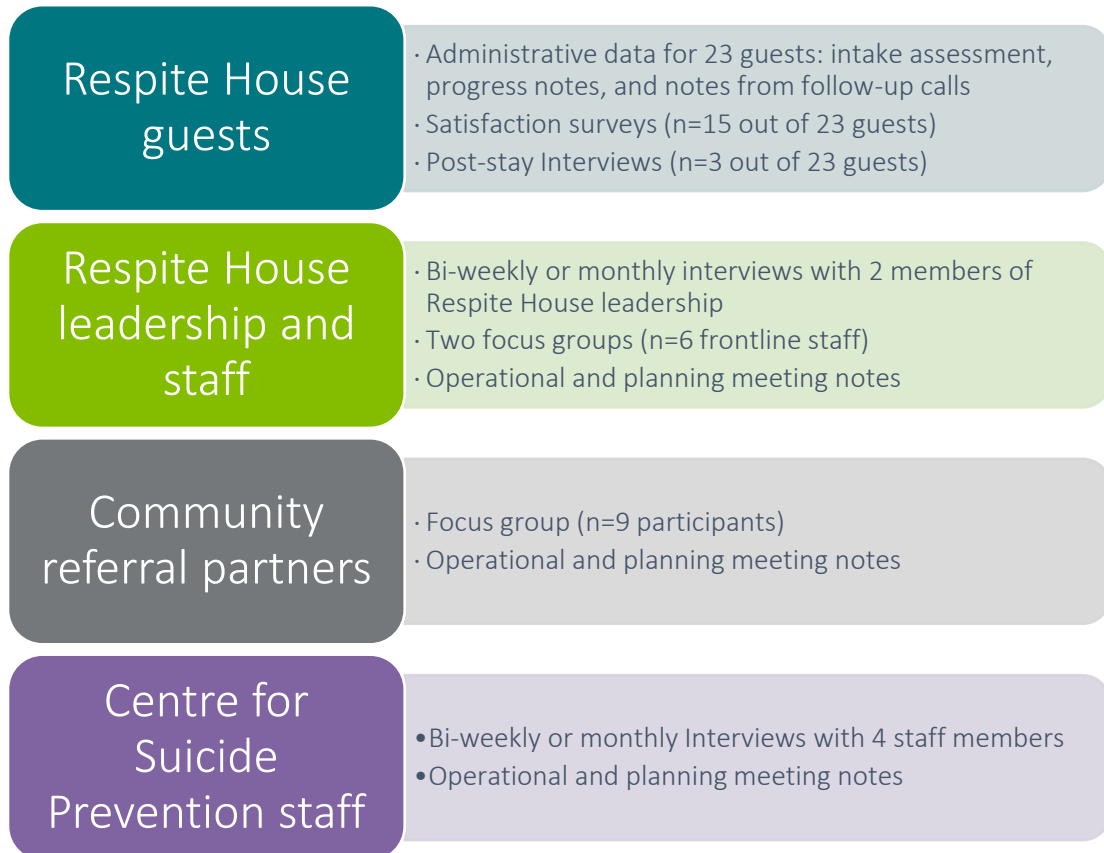 Respite House
guests
· Administrative data for 23 guests: intake assessment,
progress notes, and notes from follow-up calls
· Satisfaction surveys (n=15 out of 23 guests)
· Post-stay Interviews (n=3 out of 23 guests)
Respite House
leadership and
staff
· Bi-weekly or monthly interviews with 2 members of
Respite House leadership
· Two focus groups (n=6 frontline staff)
· Operational and planning meeting notes
Community
referral partners
· Focus group (n=9 participants)
· Operational and planning meeting notes
Centre for
Suicide
Prevention staff
•Bi-weekly or monthly Interviews with 4 staff members
•Operational and planning meeting notes